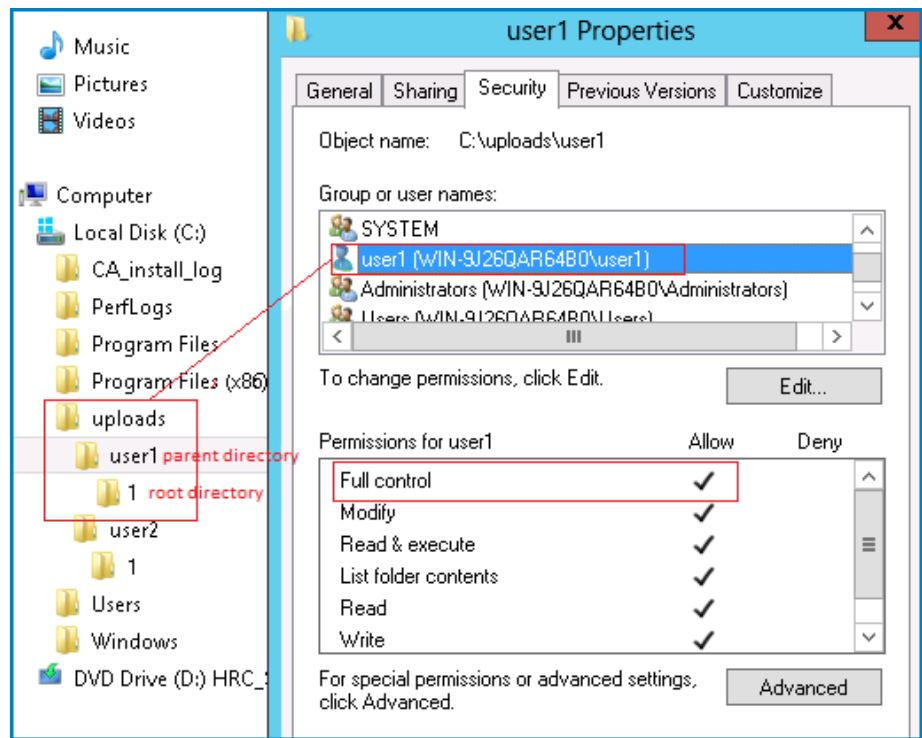 Music
Pictures
Videos
Computer
Local Disk (C:)
CA_install_log
PerfLogs
Program Files
Program Files (x86)
uploads
user1 parent directory
1 root directory
user2
1
Users
Windows
DVD Drive (D:) HRC_
user1 Properties
X
General Sharing Security Previous Versions Customize
Object name: C:\uploads\user1
Group or user names:
SYSTEM
user1 (WIN-9J26QAR64B0\user1)
Administrators (WIN-9J26QAR64B0\Administrators)
Users (WIN-9J26QAR64B0\Users)
To change permissions, click Edit.
Edit...
Permissions for user1 Allow Deny
Full control
Modify
Read & execute
List folder contents
Read
Write
For special permissions or advanced settings,
click Advanced.
Advanced